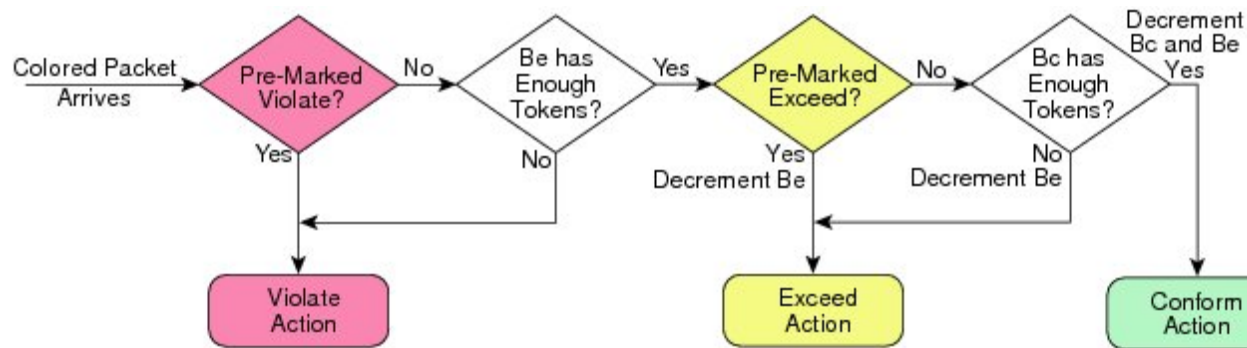 Colored Packet
Arrives
Pre-Marked
Violate?
No
Yes
Be has
Enough
Tokens?
Yes
No
Pre-Marked
Exceed?
No
Yes
Decrement Be
Bc has
Enough
Tokens?
No
Decrement Be
Decrement
Bc and Be
Yes
Violate
Action
Exceed
Action
Conform
Action